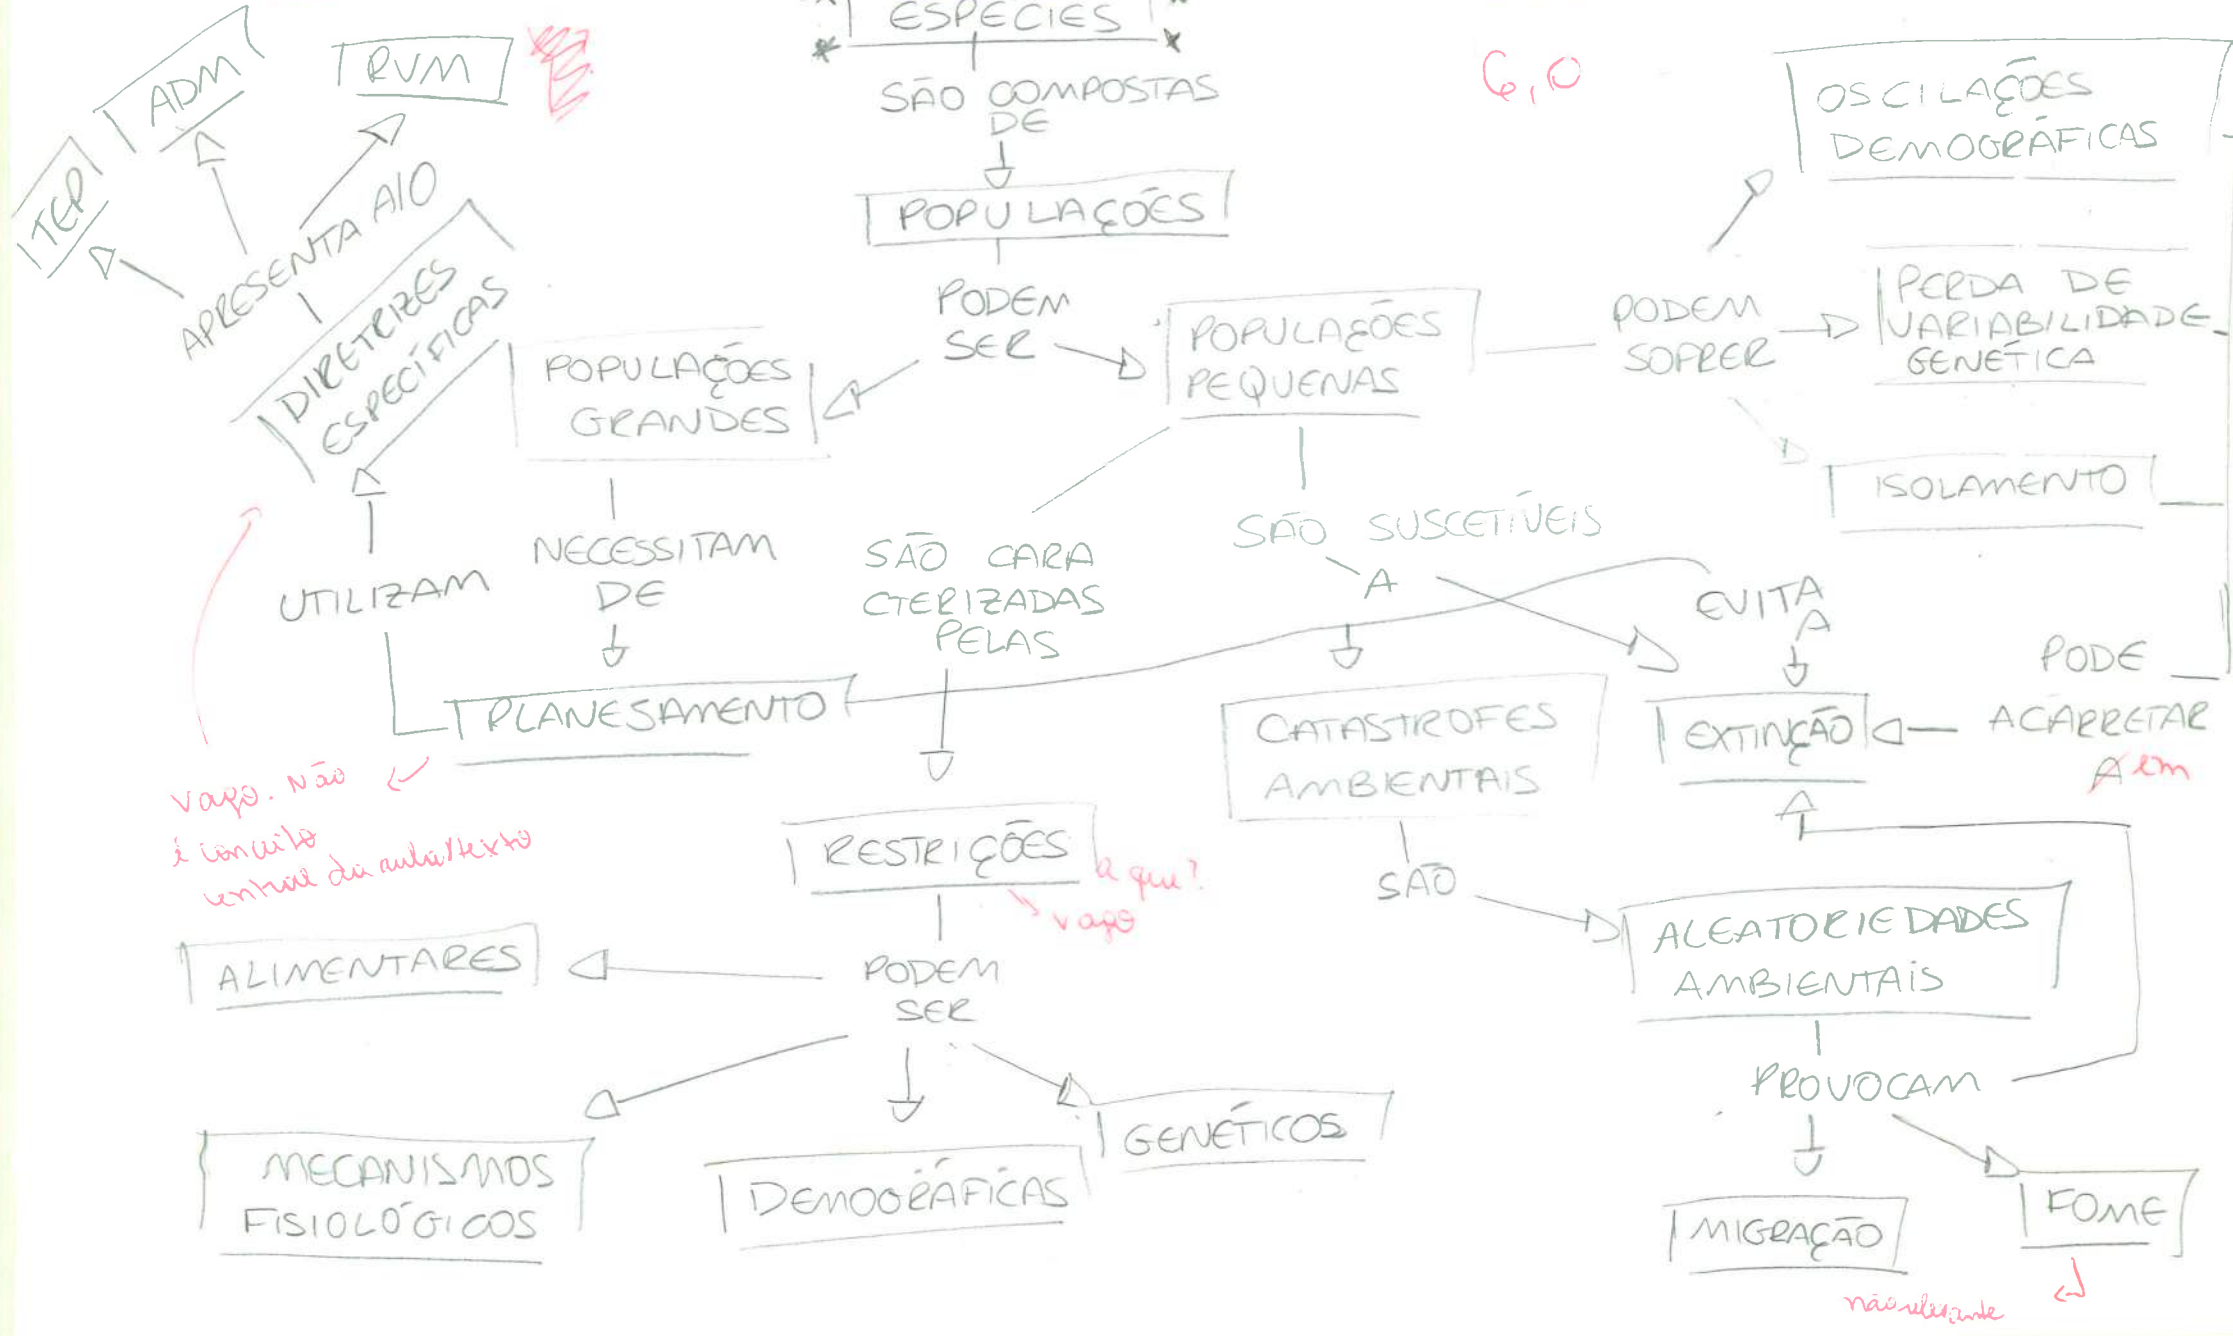 ESPÉCIES
SÃO COMPOSTAS
DE
POPULAÇÕES
PODEM
SER
6,0
TEP
ADM
RVM
APRESENTA A/O
DIRETRIZES
ESPECÍFICAS
UTILIZAM
POPULAÇÕES
GRANDES
NECESSITAM
DE
PLANESAMENTO
vago. Não
é conceito
central da aula/texto
POPULAÇÕES
PEQUENAS
PODEM
SOFRER
OSCILAÇÕES
DEMOGRÁFICAS
PERDA DE
VARIABILIDADE
GENÉTICA
ISOLAMENTO
PODE
ACARRETAR
A em
SÃO CARA
CTERIZADAS
PELAS
RESTRIÇÕES
a que?
vago
PODEM
SER
ALIMENTARES
MECANISMOS
FISIOLÓGICOS
DEMOGRÁFICAS
GENÉTICOS
SÃO SUSCETÍVEIS
A
EVITA
A
EXTINÇÃO
CATASTROFES
AMBIENTAIS
SÃO
ALEATORIEDADES
AMBIENTAIS
PROVOCAM
MIGRAÇÃO
FOME
não relevante